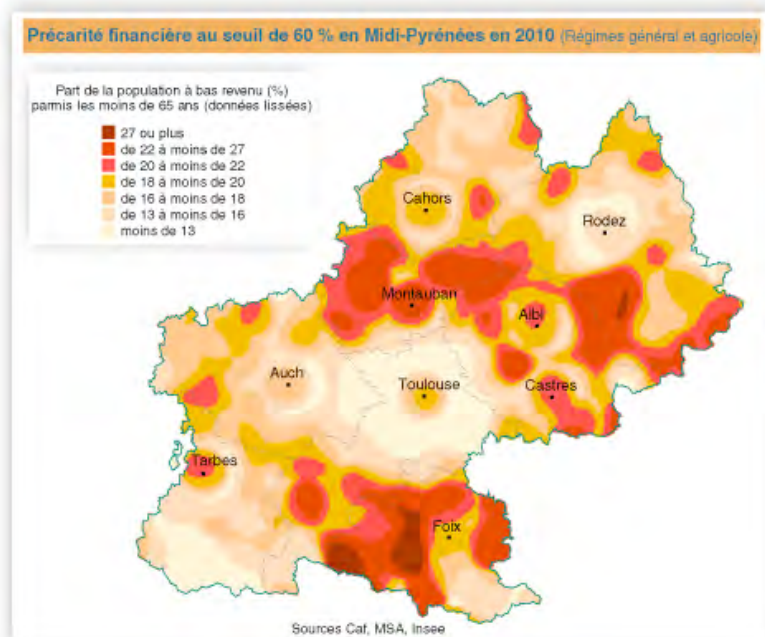 Précarité financière au seuil de 60 % en Midi-Pyrénées en 2010 (Régimes général et agricole)
Part de la population à bas revenu (%)
parmis les moins de 65 ans (données lissées)
27 ou plus
de 22 à moins de 27
de 20 à moins de 22
de 18 à moins de 20
de 16 à moins de 18
de 13 à moins de 16
moins de 13
Cahors
Rodez
Montauban
Albi
Auch
Toulouse
Castres
Tarbes
Foix
Sources Caf, MSA, Insee